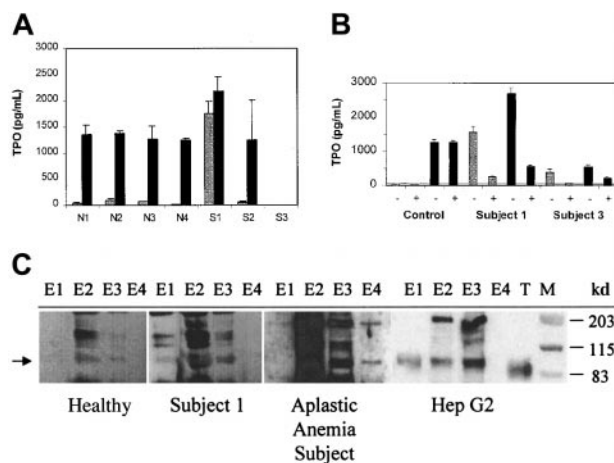 A
TPO (pg/mL)
3000
2500
2000
1500
1000
500
0
N1 N2 N3 N4 S1 S2 S3
B
TPO (pg/mL)
3000
2000
1000
0
- + - + - + - + - + - +
Control Subject 1 Subject 3
C
E1 E2 E3 E4 E1 E2 E3 E4 E1 E2 E3 E4 E1 E2 E3 E4 T M kd
203
115
83
Healthy Subject 1 Aplastic Anemia Subject Hep G2